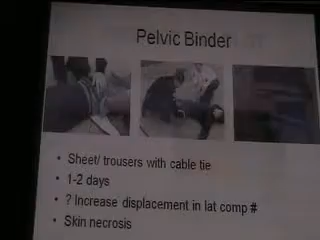 Pelvic Binder
• Sheet/ trousers with cable tie
• 1-2 days
• ? Increase displacement in lat comp #
• Skin necrosis